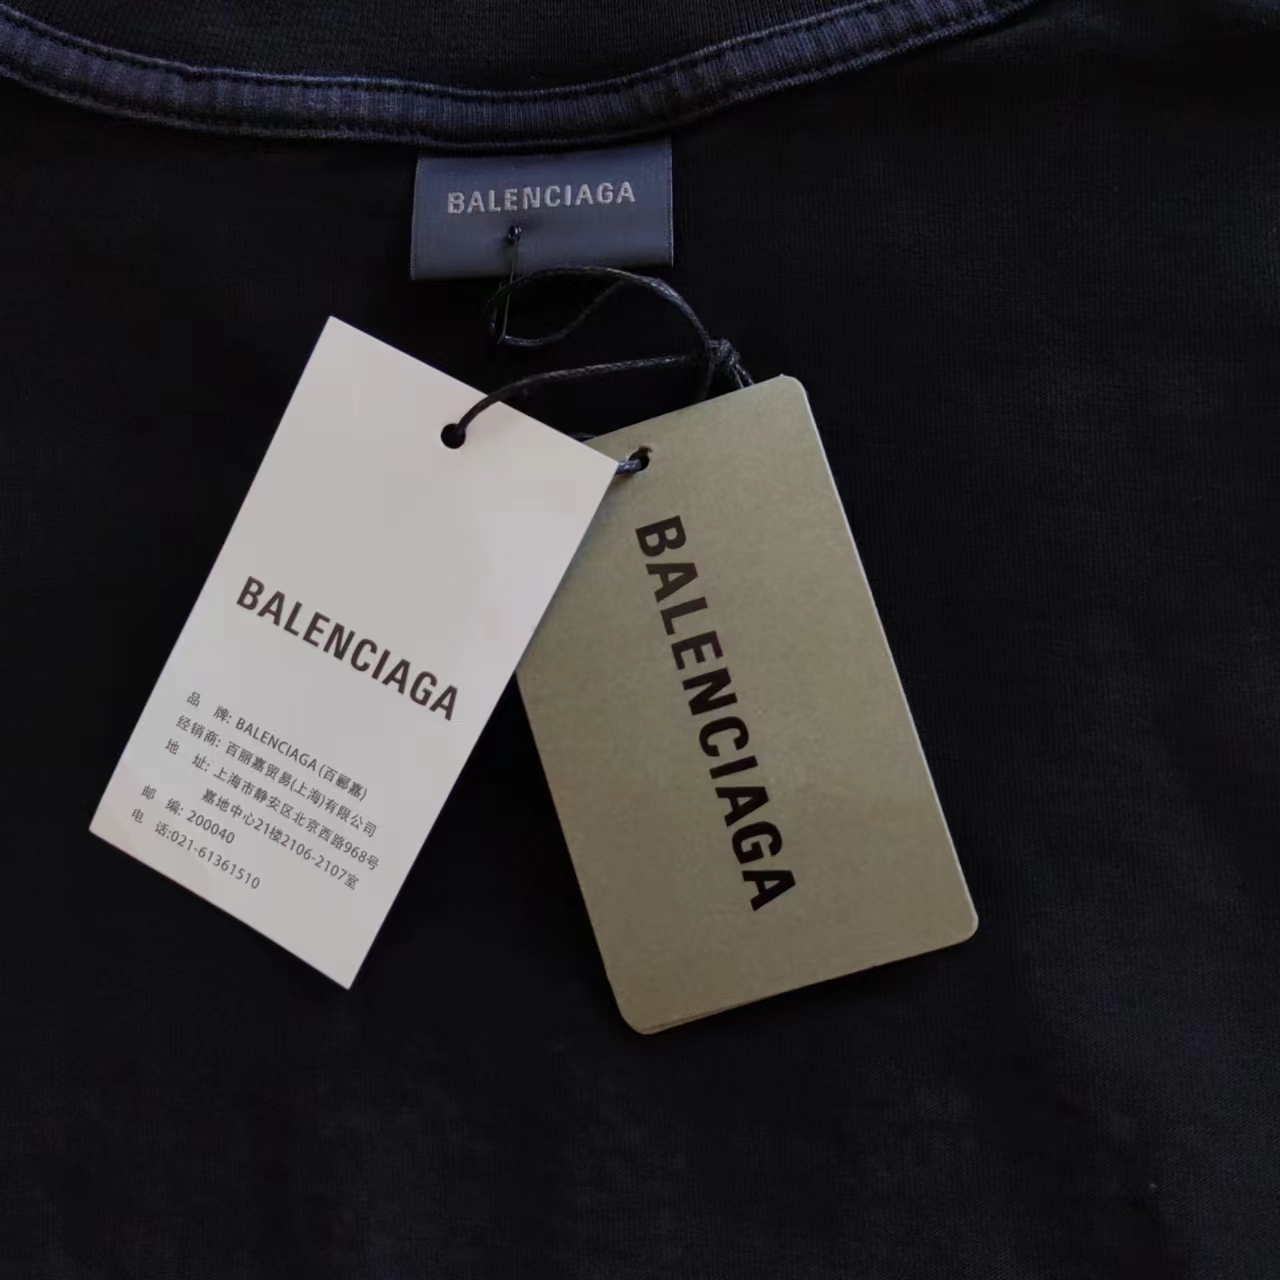 BALENCIAGA
BALENCIAGA
品 牌: BALENCIAGA (百郦嘉)
经销商: 百丽嘉贸易(上海)有限公司
地 址: 上海市静安区北京西路968号
嘉地中心21楼2106-2107室
邮 编: 200040
电 话:021-61361510
BALENCIAGA